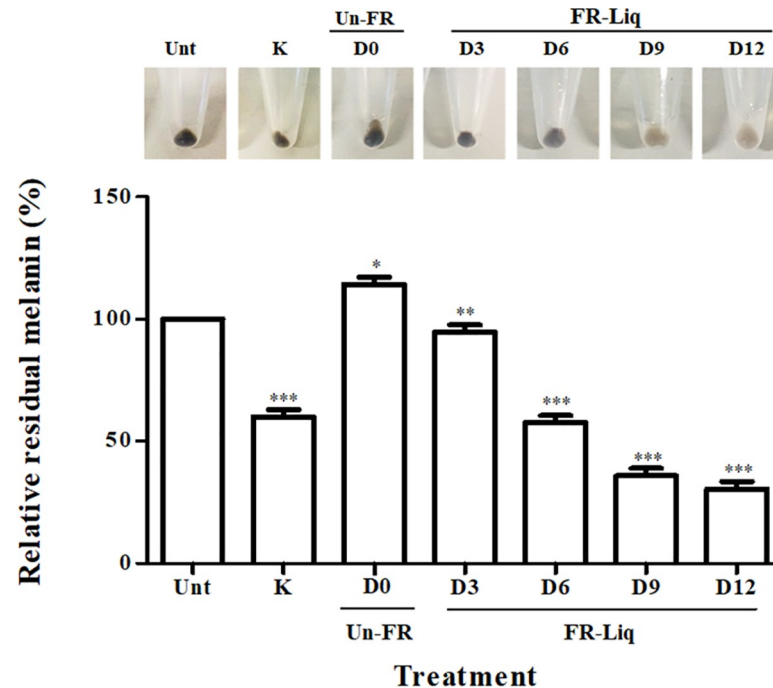 Un-FR FR-Liq
Unt K D0 D3 D6 D9 D12
Relative residual melanin (%)
150
100
50
0
*** * ** *** *** ***
Unt K D0 D3 D6 D9 D12
Un-FR FR-Liq
Treatment